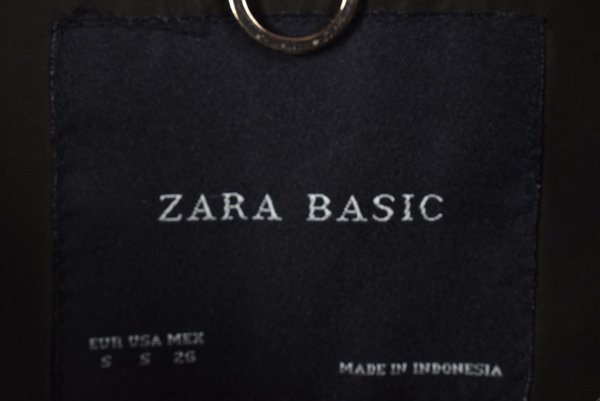 ZARA BASIC
EUR USA MEX
S S 26
MADE IN INDONESIA